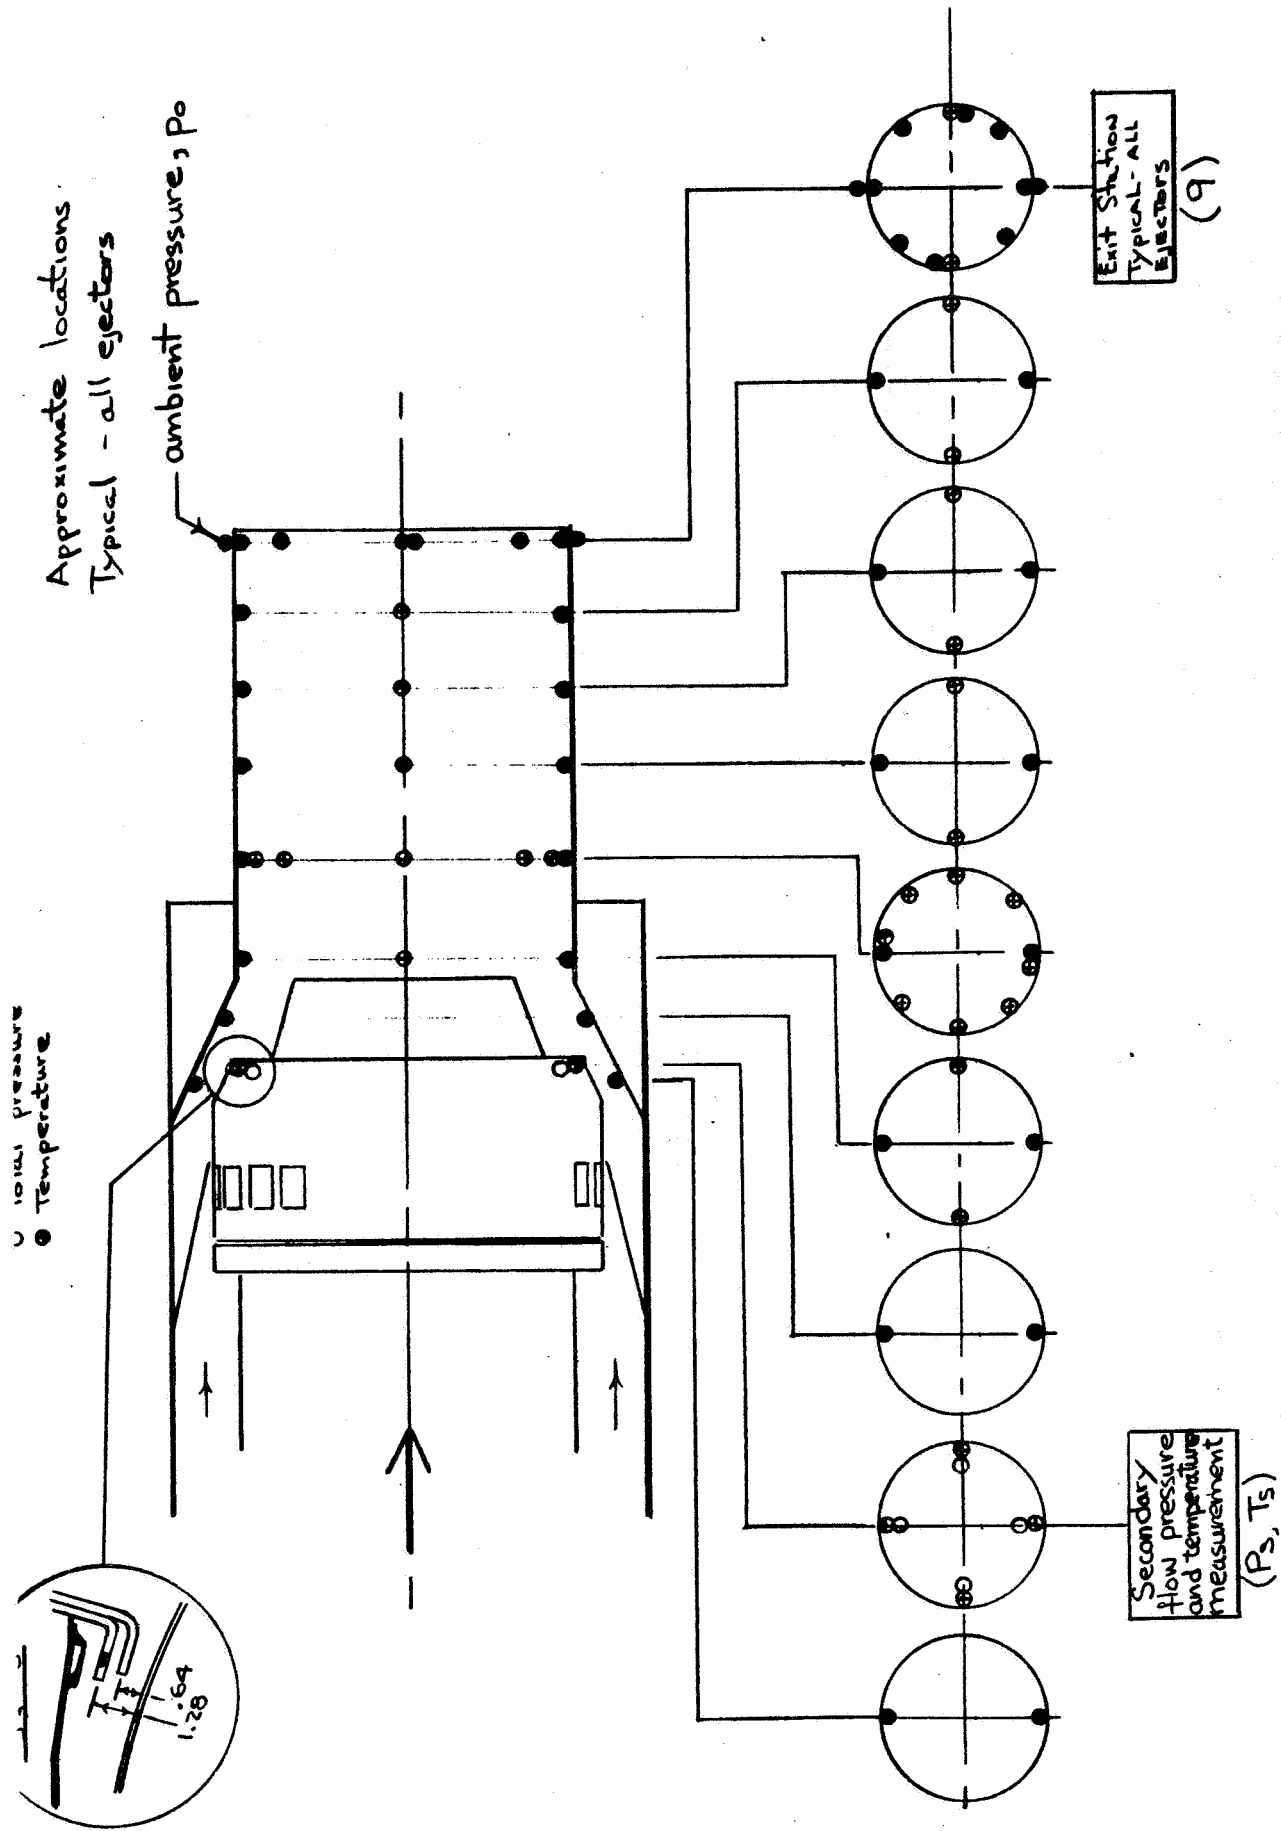 Approximate locations
Typical - all ejectors
ambient pressure, Po
pressure
Temperature
.64
1.28
Exit Station
TYPICAL - ALL
EJECTORS
(9)
Secondary
flow pressure
and temperature
measurement
(Ps, Ts)